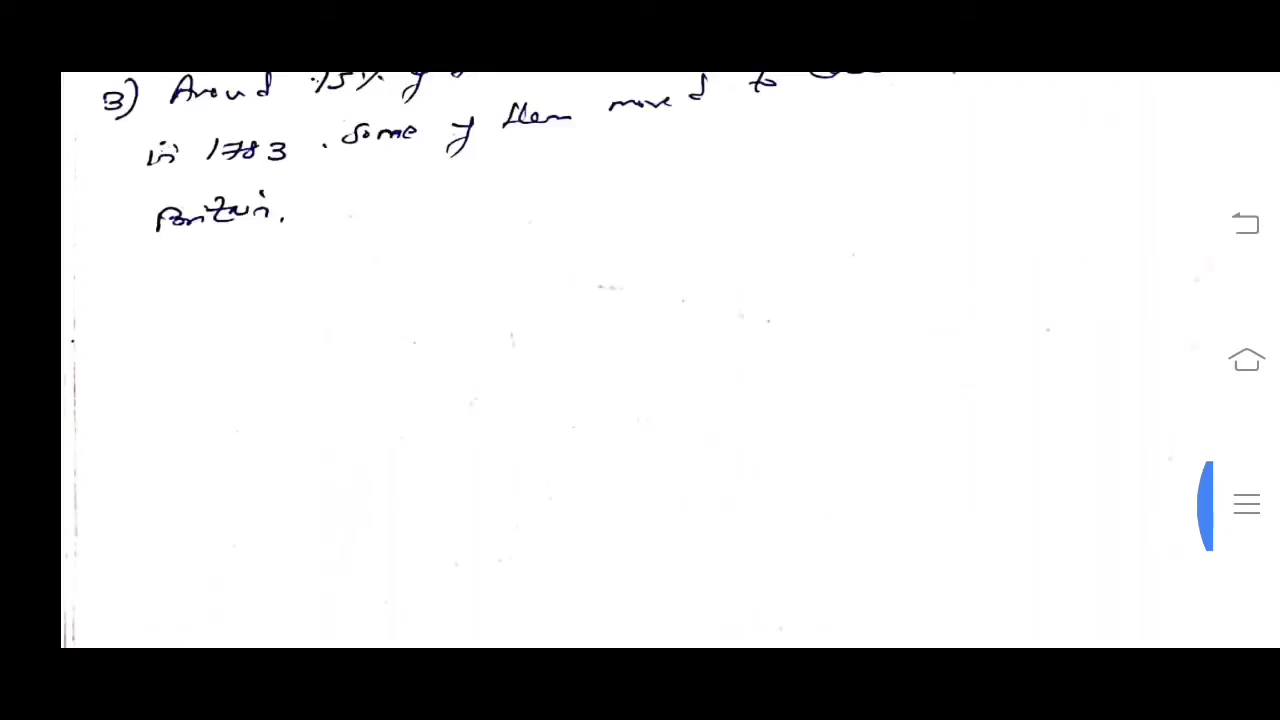 3) Around 15% of
in 1783. Some of them moved to
Britain.